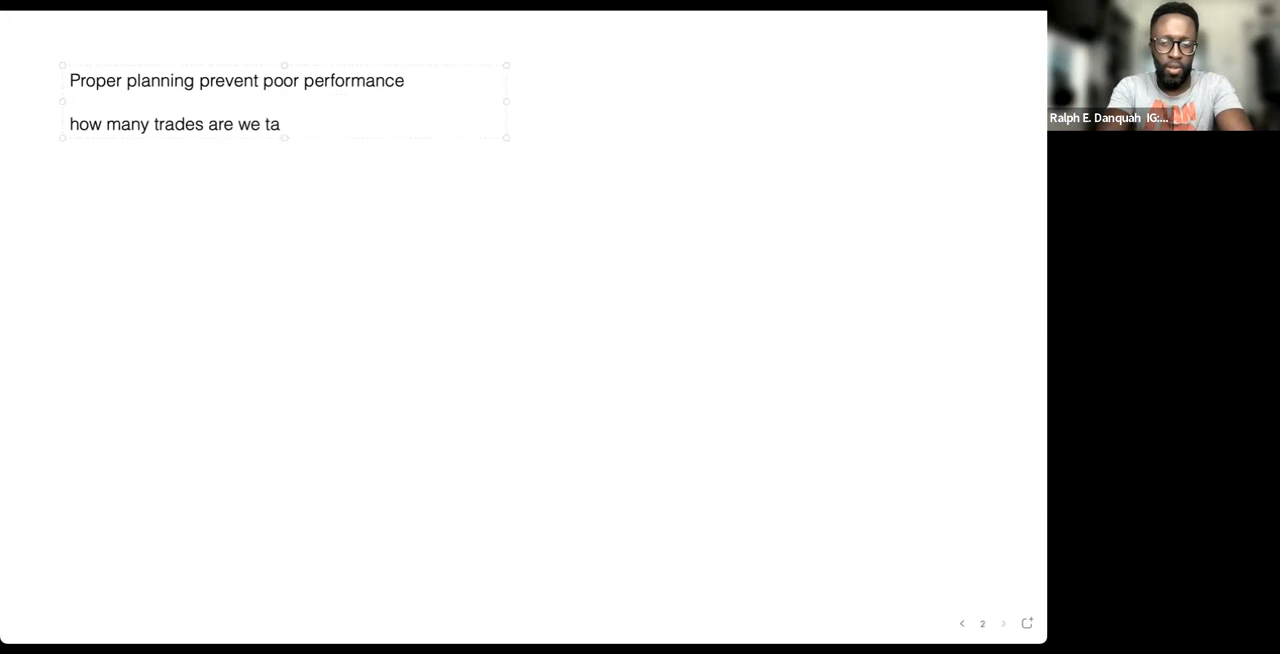 Proper planning prevent poor performance
how many trades are we ta
Ralph E. Danquah IG:...
2